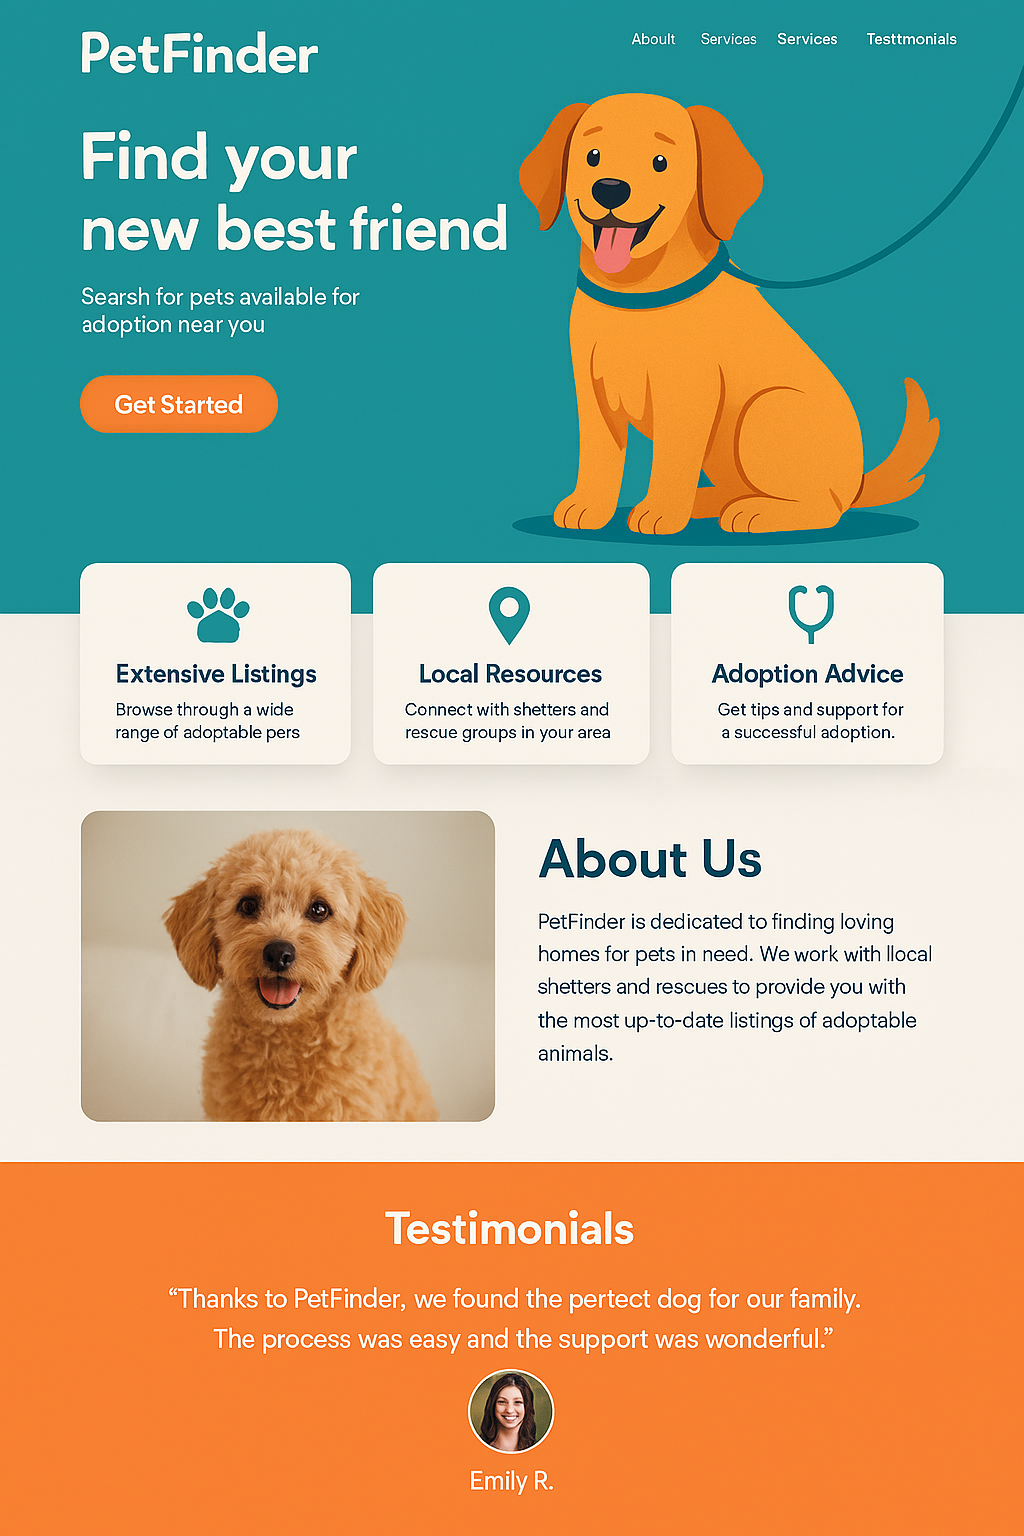 PetFinder
Aboult Services Services Testtmonials
Find your
new best friend
Searsh for pets available for
adoption near you
Get Started
Extensive Listings
Browse through a wide
range of adoptable pers
Local Resources
Connect with shetters and
rescue groups in your area
Adoption Advice
Get tips and support for
a successful adoption.
About Us
PetFinder is dedicated to finding loving
homes for pets in need. We work with llocal
shetters and rescues to provide you with
the most up-to-date listings of adoptable
animals.
Testimonials
“Thanks to PetFinder, we found the pertect dog for our family.
The process was easy and the support was wonderful.”
Emily R.